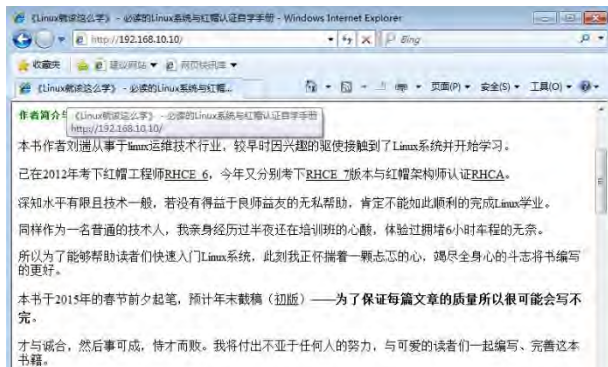 《Linux就该这么学》 - 必读的Linux系统与红帽认证自学手册 - Windows Internet Explorer
http://192.168.10.10/ Bing
收藏夹 建议网站 网页快讯库
《Linux就该这么学》 - 必读的Linux系统与红帽... 页面(P) 安全(S) 工具(O)
作者简介
《Linux就该这么学》 - 必读的Linux系统与红帽认证自学手册
http://192.168.10.10/
本书作者刘遄从事于linux运维技术行业，较早时因兴趣的驱使接触到了Linux系统并开始学习。
已在2012年考下红帽工程师RHCE 6，今年又分别考下RHCE 7版本与红帽架构师认证RHCA。
深知水平有限且技术一般，若没有得益于良师益友的无私帮助，肯定不能如此顺利的完成Linux学业。
同样作为一名普通的技术人，我亲身经历过半夜还在培训班的心酸，体验过拥堵6小时车程的无奈。
所以为了能够帮助读者们快速入门Linux系统，此刻我正怀揣着一颗忐忑的心，竭尽全身心的斗志将书编写
的更好。
本书于2015年的春节前夕起笔，预计年末截稿（初版）——为了保证每篇文章的质量所以很可能会写不
完。
才与诚合，然后事可成，恃才而败。我将付出不亚于任何人的努力，与可爱的读者们一起编写、完善这本
书籍。